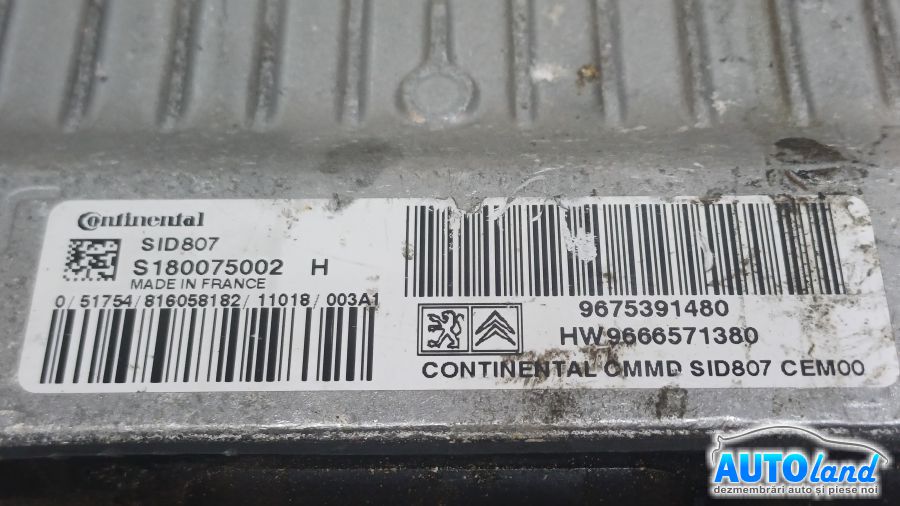 Continental
SID807
S180075002 H
MADE IN FRANCE
0/51754/816058182/11018/003A1
9675391480
HW9666571380
CONTINENTAL CMMD SID807 CEM00
AUTOland
dezmembrări auto și piese noi